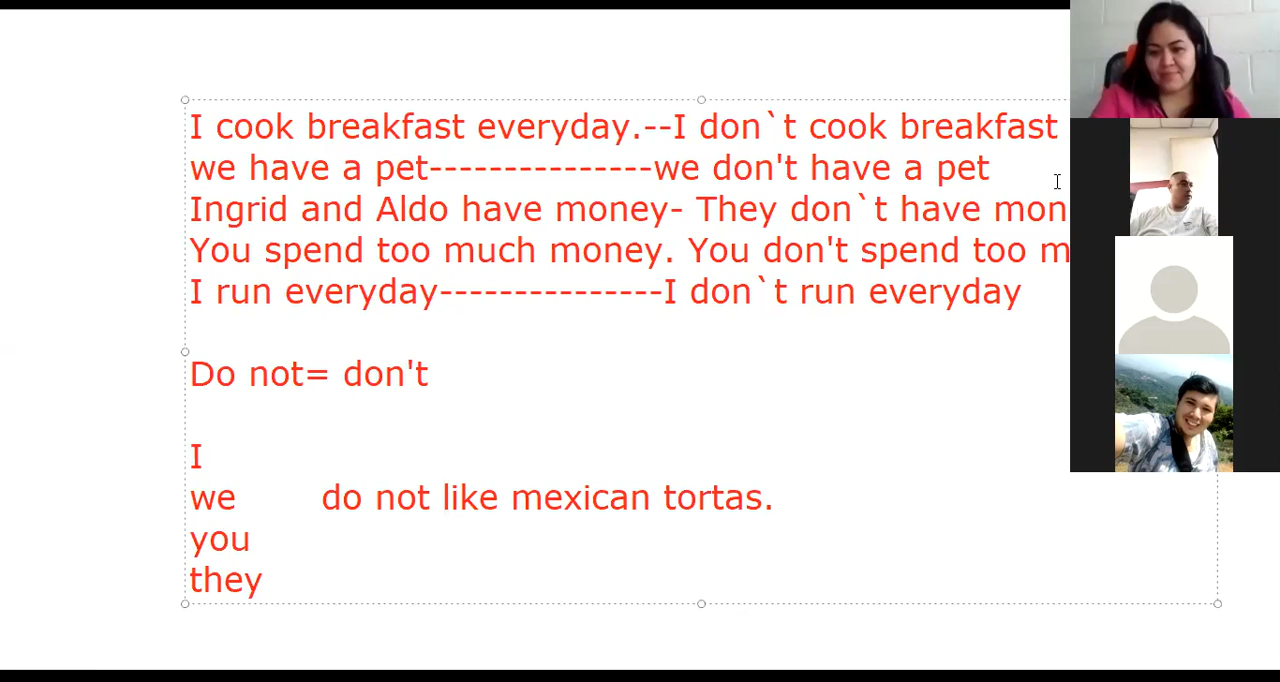 I cook breakfast everyday.--I don`t cook breakfast
we have a pet---------------we don't have a pet
Ingrid and Aldo have money- They don`t have
You spend too much money. You don't spend too
I run everyday---------------I don`t run everyday
Do not= don't
I
we do not like mexican tortas.
you
they